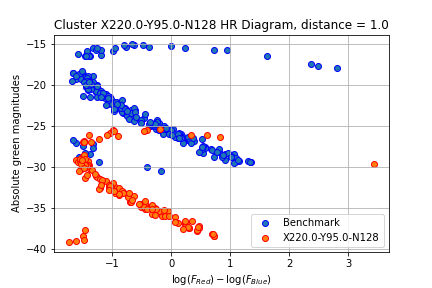 Cluster X220.0-Y95.0-N128 HR Diagram, distance = 1.0
Absolute green magnitudes
−15
−20
−25
−30
−35
−40
Benchmark
X220.0-Y95.0-N128
−1
0
1
2
3
log(F_Red) − log(F_Blue)